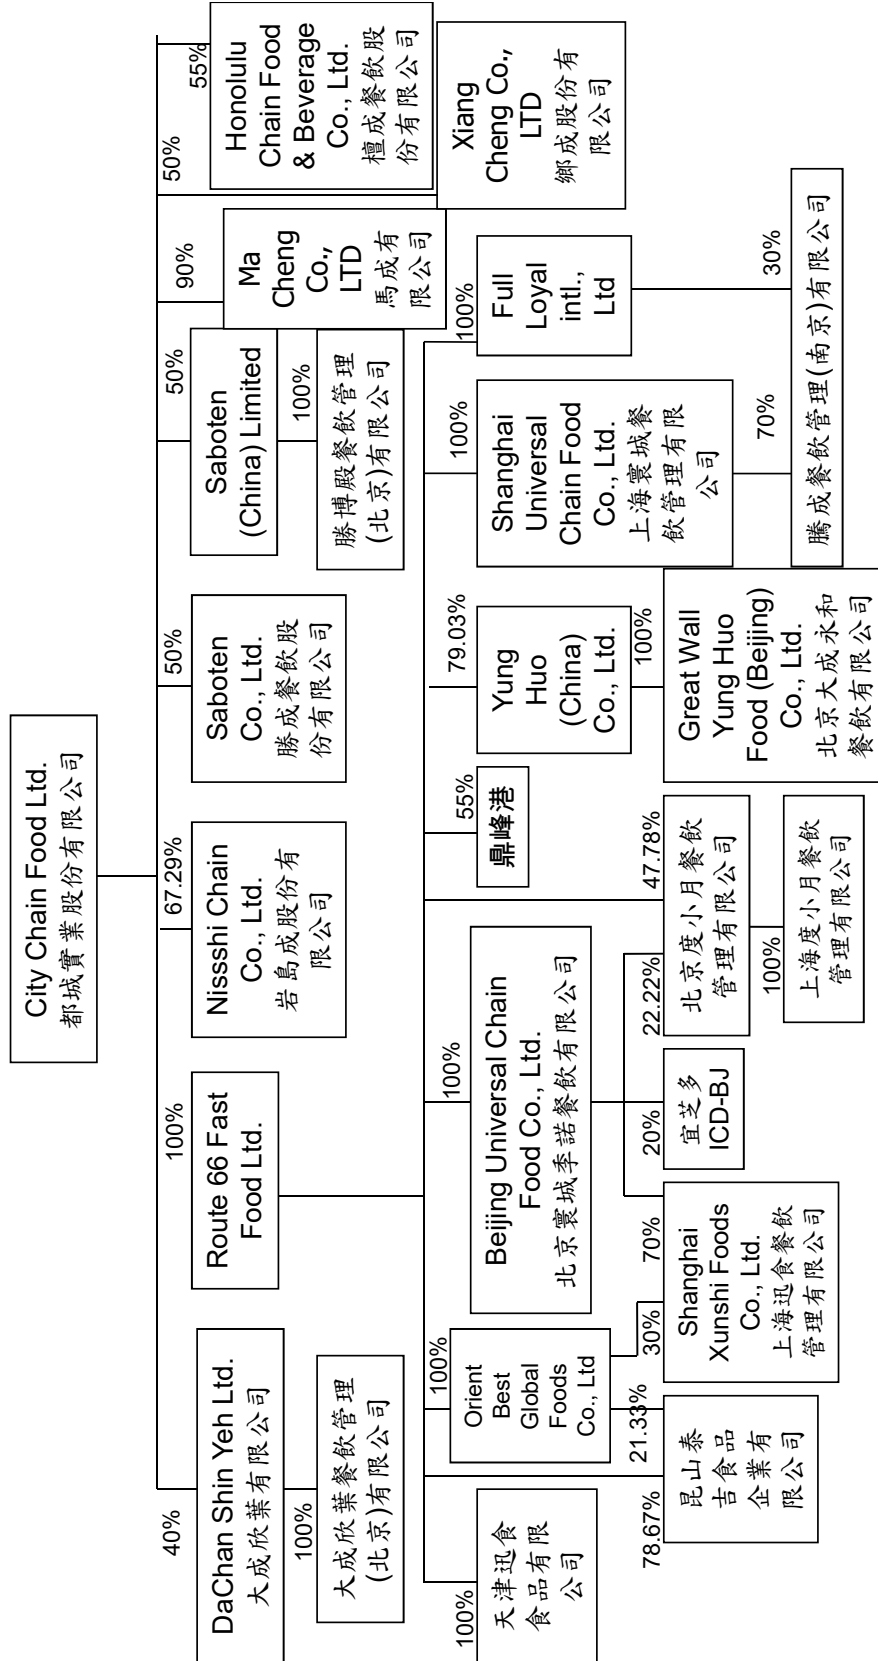 City Chain Food Ltd.
都城實業股份有限公司
40%
DaChan Shin Yeh Ltd.
大成欣葉有限公司
100%
大成欣葉餐飲管理
(北京)有限公司
100%
Route 66 Fast
Food Ltd.
67.29%
Nissshi Chain
Co., Ltd.
岩島成股份有
限公司
50%
Saboten
Co., Ltd.
勝成餐飲股
份有限公司
50%
Saboten
(China) Limited
100%
勝博殿餐飲管理
(北京)有限公司
90%
Ma
Cheng
Co.,
LTD
馬成有
限公司
50%
Xiang
Cheng Co.,
LTD
鄉成股份有
限公司
55%
Honolulu
Chain Food
& Beverage
Co., Ltd.
檀成餐飲股
份有限公司
100%
天津迅食
食品有限
公司
78.67%
昆山泰
吉食品
企業有
限公司
21.33%
100%
Orient
Best
Global
Foods
Co., Ltd
30%
70%
Shanghai
Xunshi Foods
Co., Ltd.
上海迅食餐飲
管理有限公司
100%
Beijing Universal Chain
Food Co., Ltd.
北京寰城季諾餐飲有限公司
20%
宜芝多
ICD-BJ
22.22%
47.78%
北京度小月餐飲
管理有限公司
100%
上海度小月餐飲
管理有限公司
55%
鼎峰港
79.03%
Yung
Huo
(China)
Co., Ltd.
100%
Great Wall
Yung Huo
Food (Beijing)
Co., Ltd.
北京大成永和
餐飲有限公司
100%
Shanghai
Universal
Chain Food
Co., Ltd.
上海寰城餐
飲管理有限
公司
70%
100%
Full
Loyal
intl.,
Ltd
30%
騰成餐飲管理(南京)有限公司